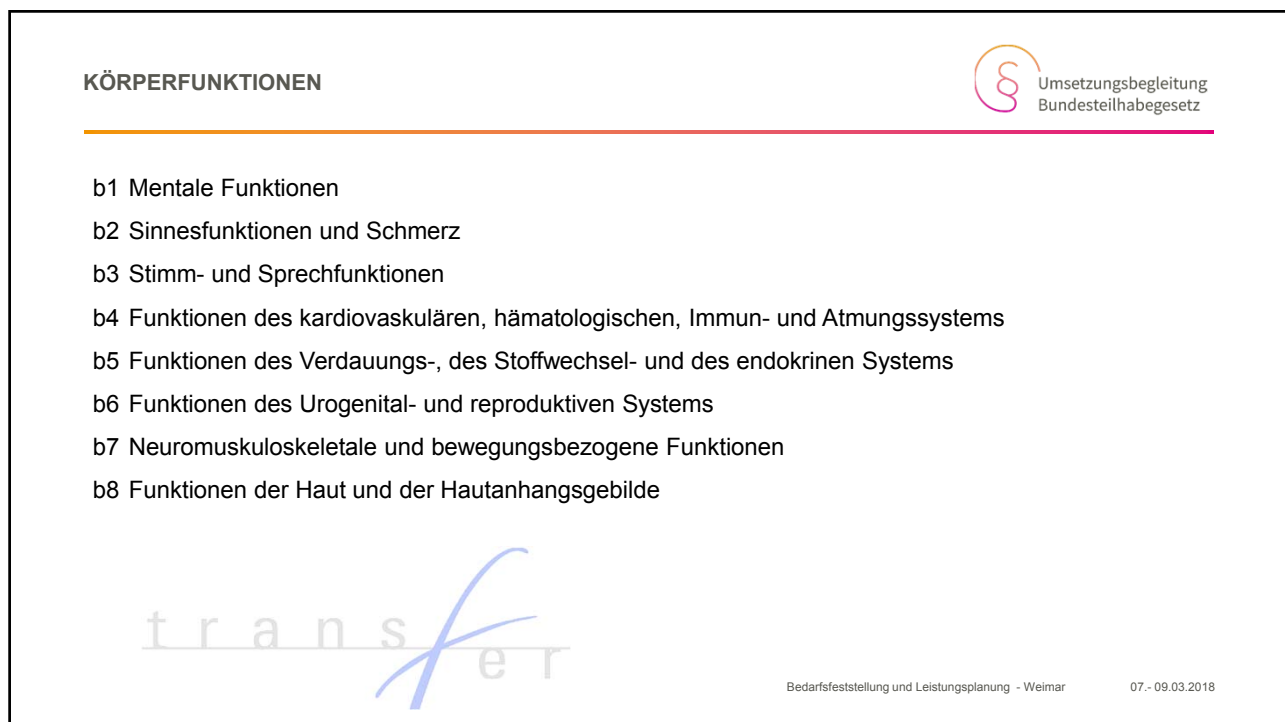 KÖRPERFUNKTIONEN
Umsetzungsbegleitung
Bundesteilhabegesetz
b1 Mentale Funktionen
b2 Sinnesfunktionen und Schmerz
b3 Stimm- und Sprechfunktionen
b4 Funktionen des kardiovaskulären, hämatologischen, Immun- und Atmungssystems
b5 Funktionen des Verdauungs-, des Stoffwechsel- und des endokrinen Systems
b6 Funktionen des Urogenital- und reproduktiven Systems
b7 Neuromuskuloskeletale und bewegungsbezogene Funktionen
b8 Funktionen der Haut und der Hautanhangsgebilde
transfer
Bedarfsfeststellung und Leistungsplanung - Weimar 07.- 09.03.2018